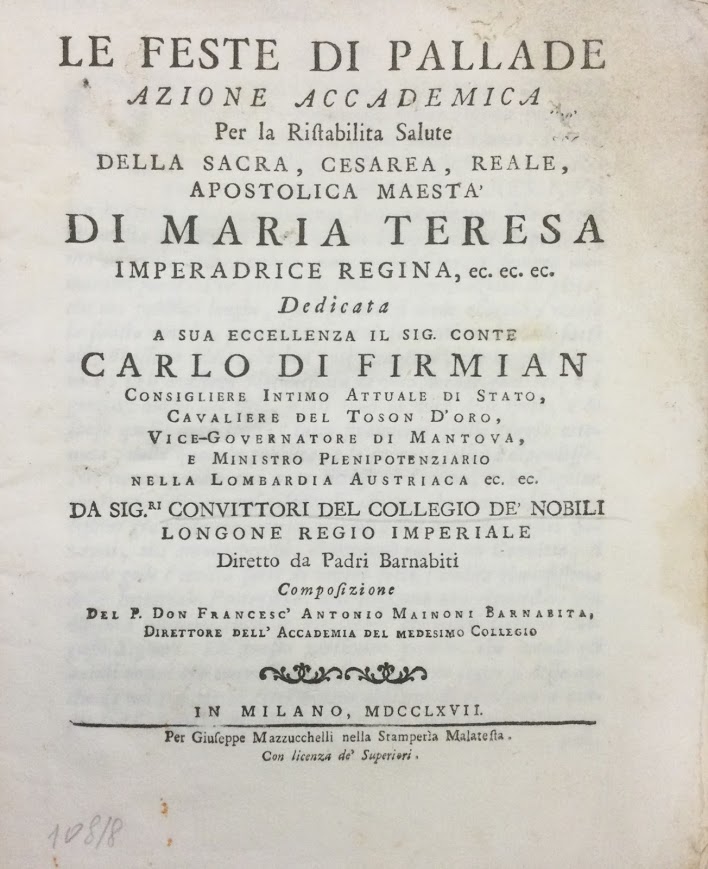 LE FESTE DI PALLADE
AZIONE ACCADEMICA
Per la Riſtabilita Salute
DELLA SACRA, CESAREA, REALE,
APOSTOLICA MAESTA'
DI MARIA TERESA
IMPERADRICE REGINA, ec. ec. ec.
Dedicata
A SUA ECCELLENZA IL SIG. CONTE
CARLO DI FIRMIAN
CONSIGLIERE INTIMO ATTUALE DI STATO,
CAVALIERE DEL TOSON D'ORO,
VICE-GOVERNATORE DI MANTOVA,
E MINISTRO PLENIPOTENZIARIO
NELLA LOMBARDIA AUSTRIACA ec. ec.
DA SIG.RI CONVITTORI DEL COLLEGIO DE' NOBILI
LONGONE REGIO IMPERIALE
Diretto da Padri Barnabiti
Compoſizione
DEL P. DON FRANCESC' ANTONIO MAINONI BARNABITA,
DIRETTORE DELL' ACCADEMIA DEL MEDESIMO COLLEGIO
IN MILANO, MDCCLXVII.
Per Giuſeppe Mazzucchelli nella Stamperìa Malateſta.
Con licenza de' Superiori.
108/8